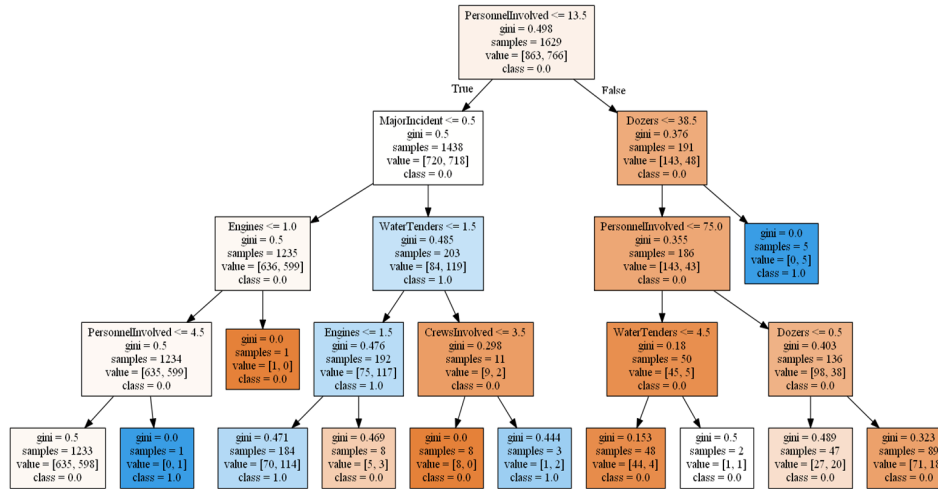 PersonnelInvolved <= 13.5
gini = 0.498
samples = 1629
value = [863, 766]
class = 0.0
True
False
MajorIncident <= 0.5
gini = 0.5
samples = 1438
value = [720, 718]
class = 0.0
Dozers <= 38.5
gini = 0.376
samples = 191
value = [143, 48]
class = 0.0
Engines <= 1.0
gini = 0.5
samples = 1235
value = [636, 599]
class = 0.0
WaterTenders <= 1.5
gini = 0.485
samples = 203
value = [84, 119]
class = 1.0
PersonnelInvolved <= 75.0
gini = 0.355
samples = 186
value = [143, 43]
class = 0.0
gini = 0.0
samples = 5
value = [0, 5]
class = 1.0
PersonnelInvolved <= 4.5
gini = 0.5
samples = 1234
value = [635, 599]
class = 0.0
gini = 0.0
samples = 1
value = [1, 0]
class = 0.0
Engines <= 1.5
gini = 0.476
samples = 192
value = [75, 117]
class = 1.0
CrewsInvolved <= 3.5
gini = 0.298
samples = 11
value = [9, 2]
class = 0.0
WaterTenders <= 4.5
gini = 0.18
samples = 50
value = [45, 5]
class = 0.0
Dozers <= 0.5
gini = 0.403
samples = 136
value = [98, 38]
class = 0.0
gini = 0.5
samples = 1233
value = [635, 598]
class = 0.0
gini = 0.0
samples = 1
value = [0, 1]
class = 1.0
gini = 0.471
samples = 184
value = [70, 114]
class = 1.0
gini = 0.469
samples = 8
value = [5, 3]
class = 0.0
gini = 0.0
samples = 8
value = [8, 0]
class = 0.0
gini = 0.444
samples = 3
value = [1, 2]
class = 1.0
gini = 0.153
samples = 48
value = [44, 4]
class = 0.0
gini = 0.5
samples = 2
value = [1, 1]
class = 0.0
gini = 0.489
samples = 47
value = [27, 20]
class = 0.0
gini = 0.323
samples = 89
value = [71, 18
class = 0.0